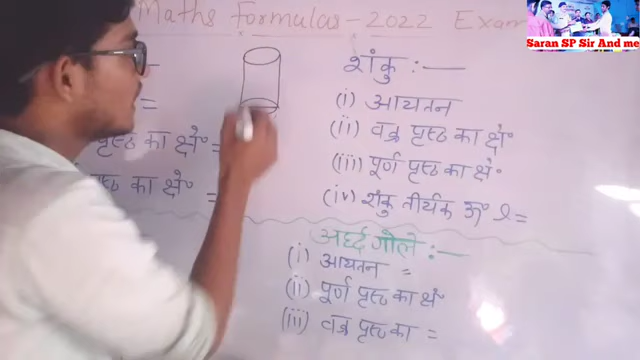 Maths Formulas-2022 Exam
Saran SP Sir And me
=
पृष्ठ का क्षे॰ =
पृष्ठ का क्षे॰ =
शंकु :—
(i) आयतन
(ii) वक्र पृष्ठ का क्षे॰
(iii) पूर्ण पृष्ठ का क्षे॰
(iv) शंकु तीर्यक ऊँ॰ l =
अर्ध्द गोले :—
(i) आयतन =
(ii) पूर्ण पृष्ठ का क्षे॰
(iii) वक्र पृष्ठ का =